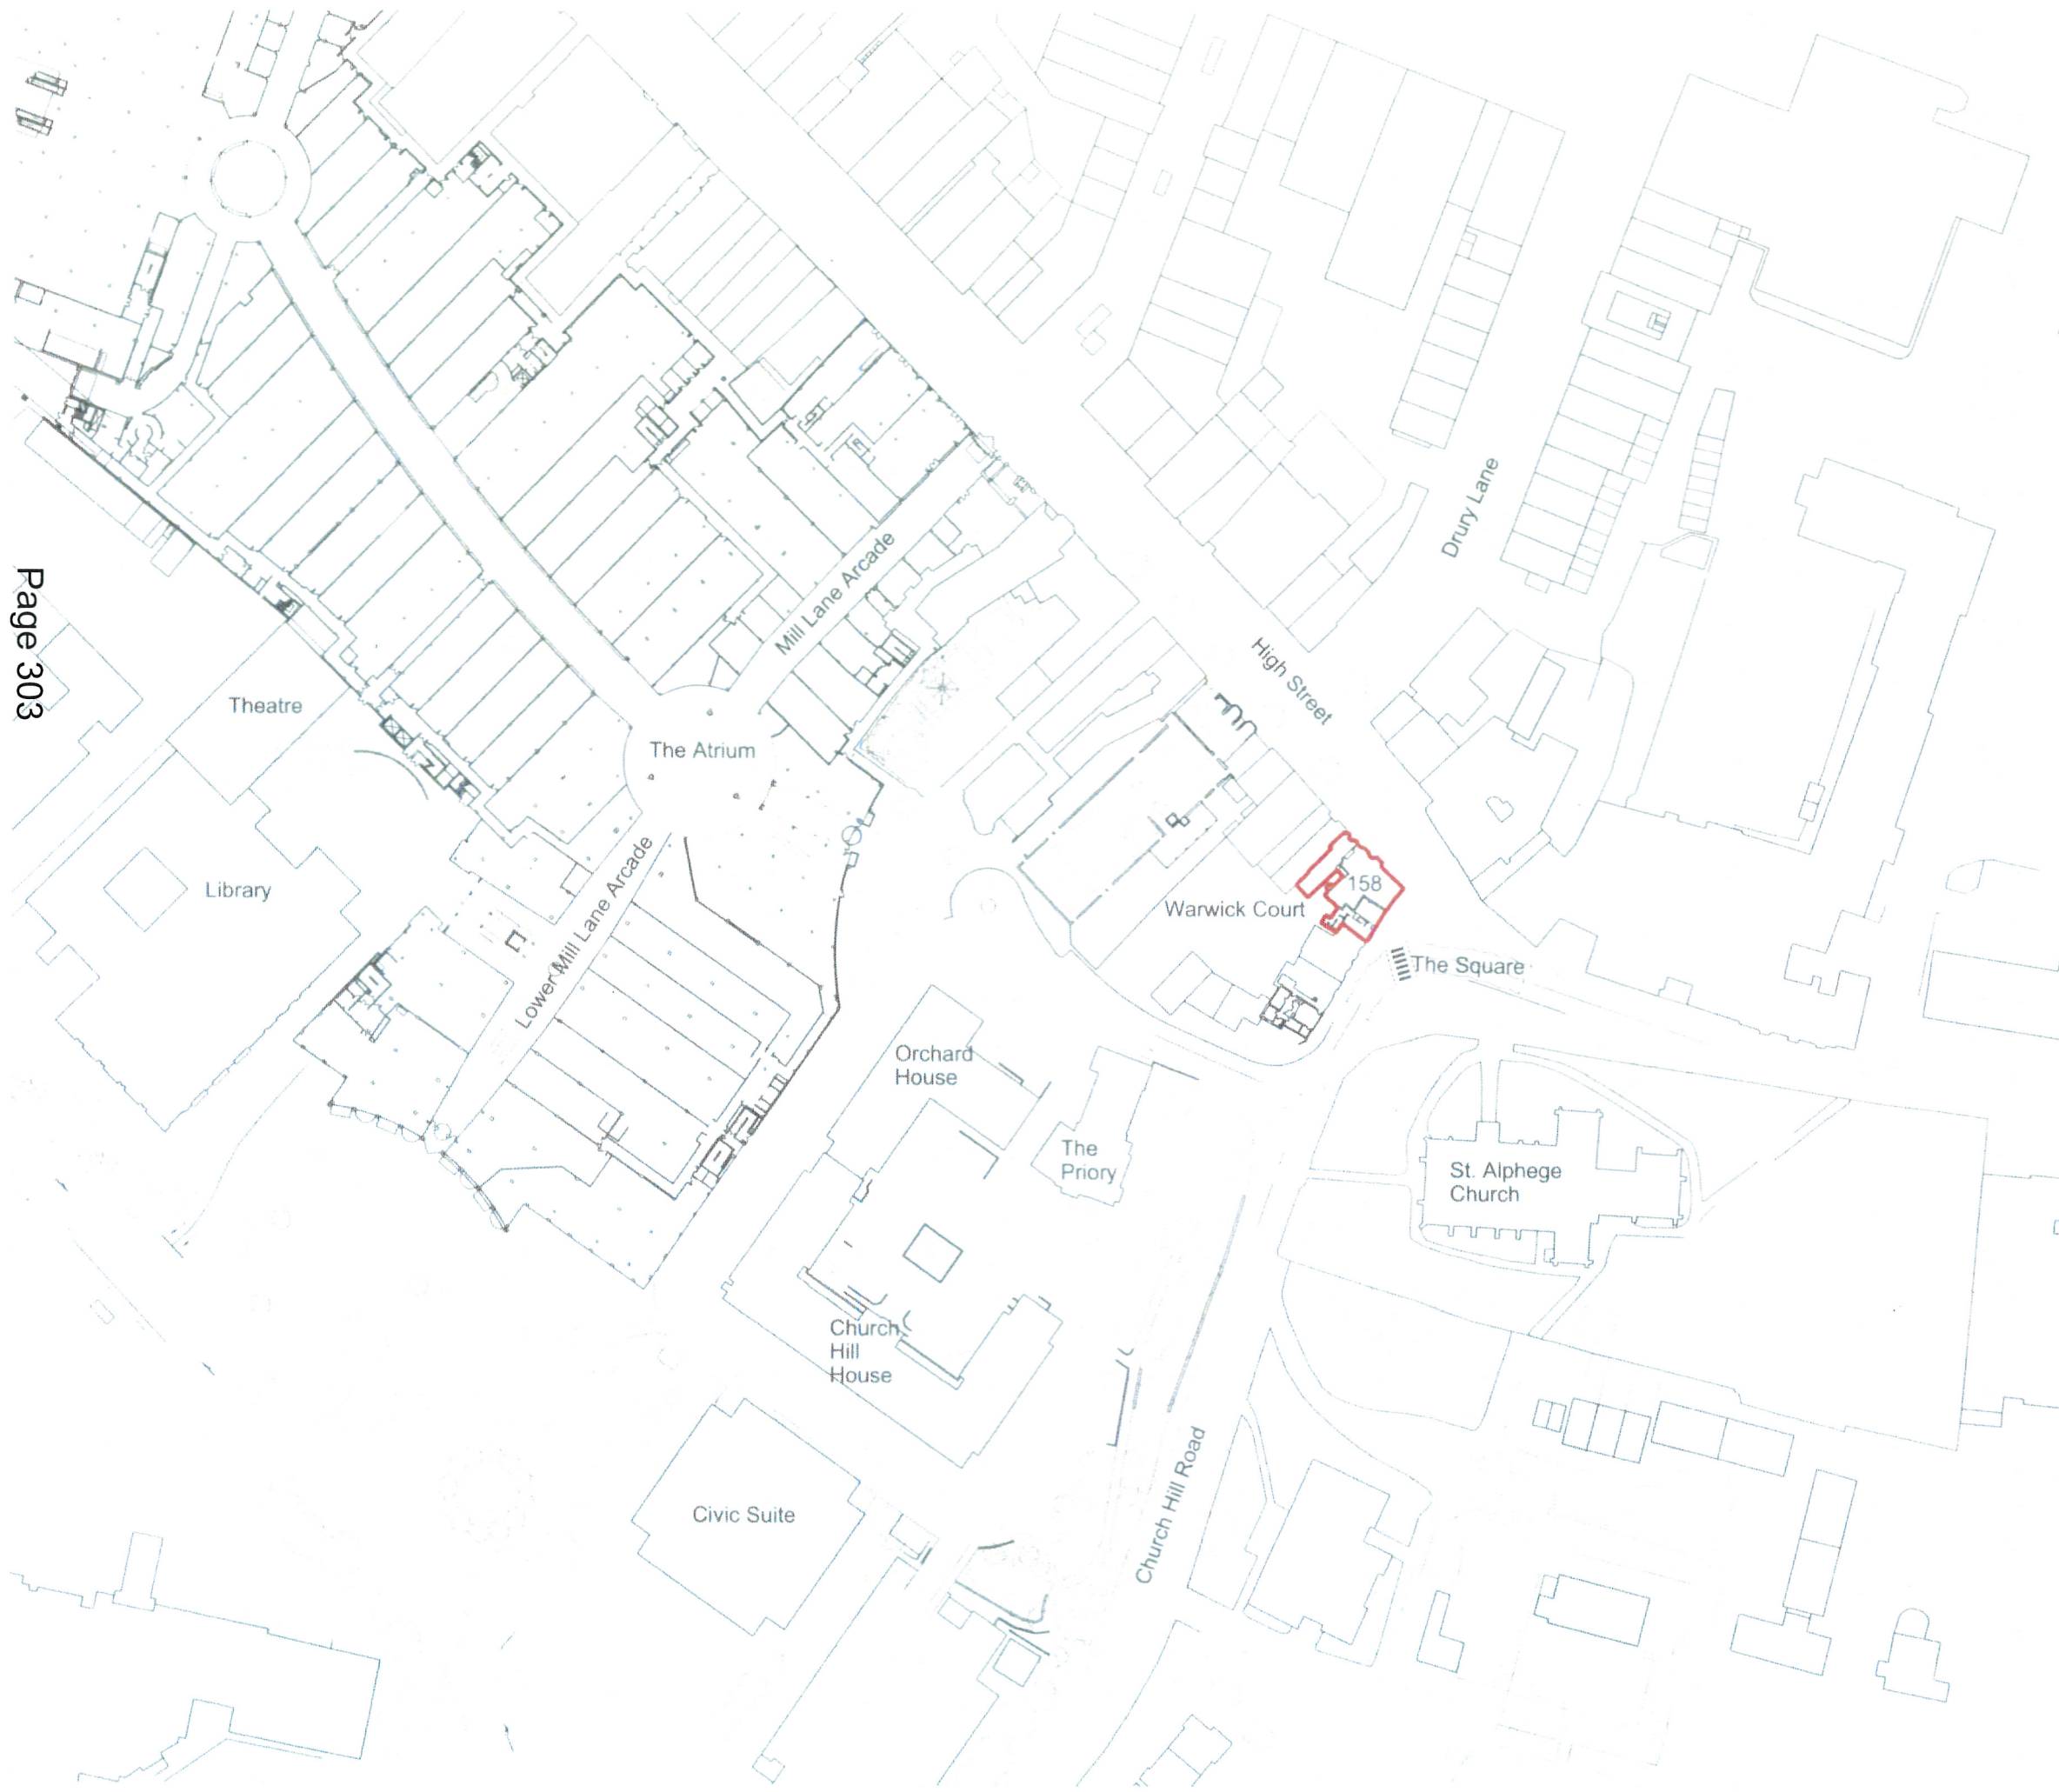 Drury Lane
Mill Lane Arcade
High Street
Page 303
Theatre
The Atrium
Library
Lower Mill Lane Arcade
158
Warwick Court
The Square
Orchard
House
The
Priory
St. Alphege
Church
Church
Hill
House
Civic Suite
Church Hill Road